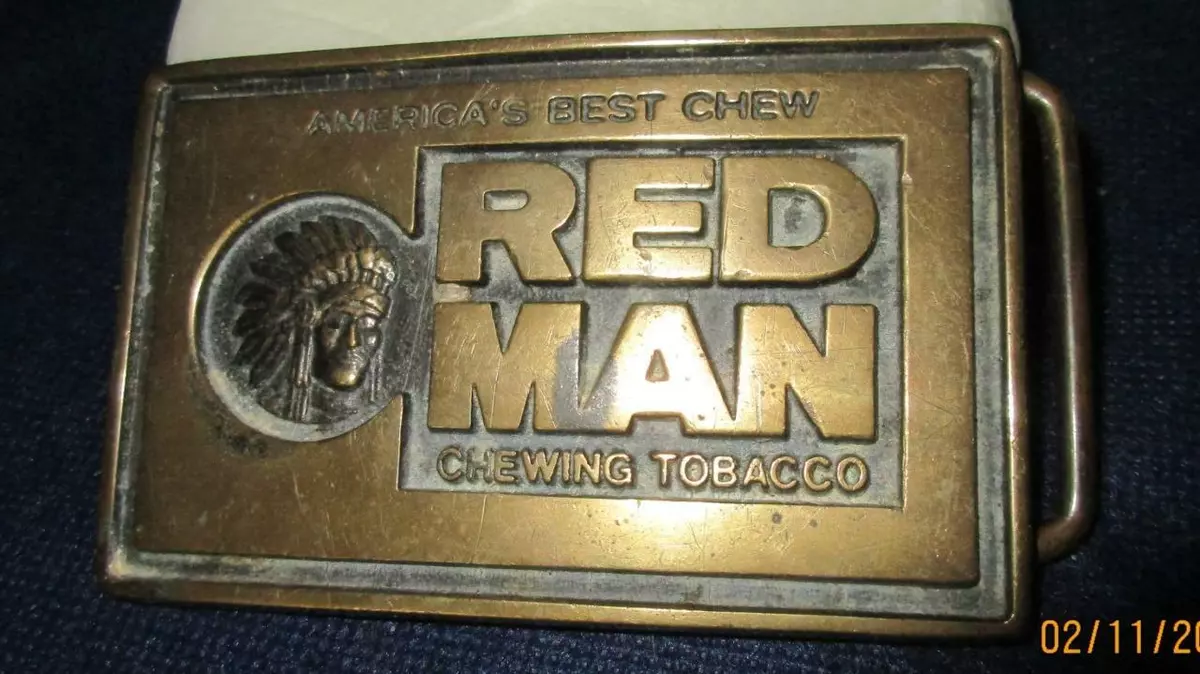 AMERICA'S BEST CHEW
RED
MAN
CHEWING TOBACCO
02/11/20